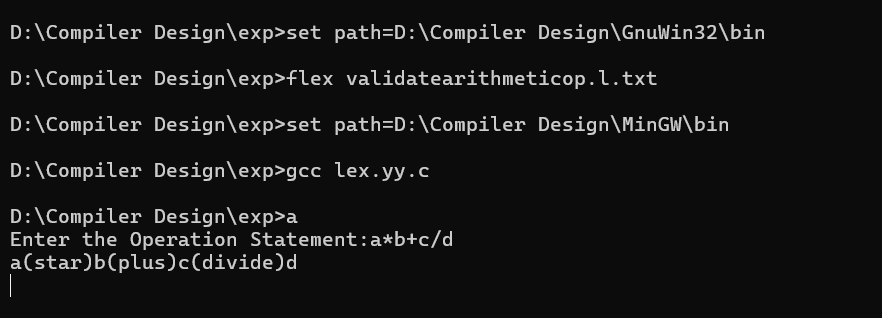 D:\Compiler Design\exp>set path=D:\Compiler Design\GnuWin32\bin
D:\Compiler Design\exp>flex validatearithmeticop.l.txt
D:\Compiler Design\exp>set path=D:\Compiler Design\MinGW\bin
D:\Compiler Design\exp>gcc lex.yy.c
D:\Compiler Design\exp>a
Enter the Operation Statement:a*b+c/d
a(star)b(plus)c(divide)d